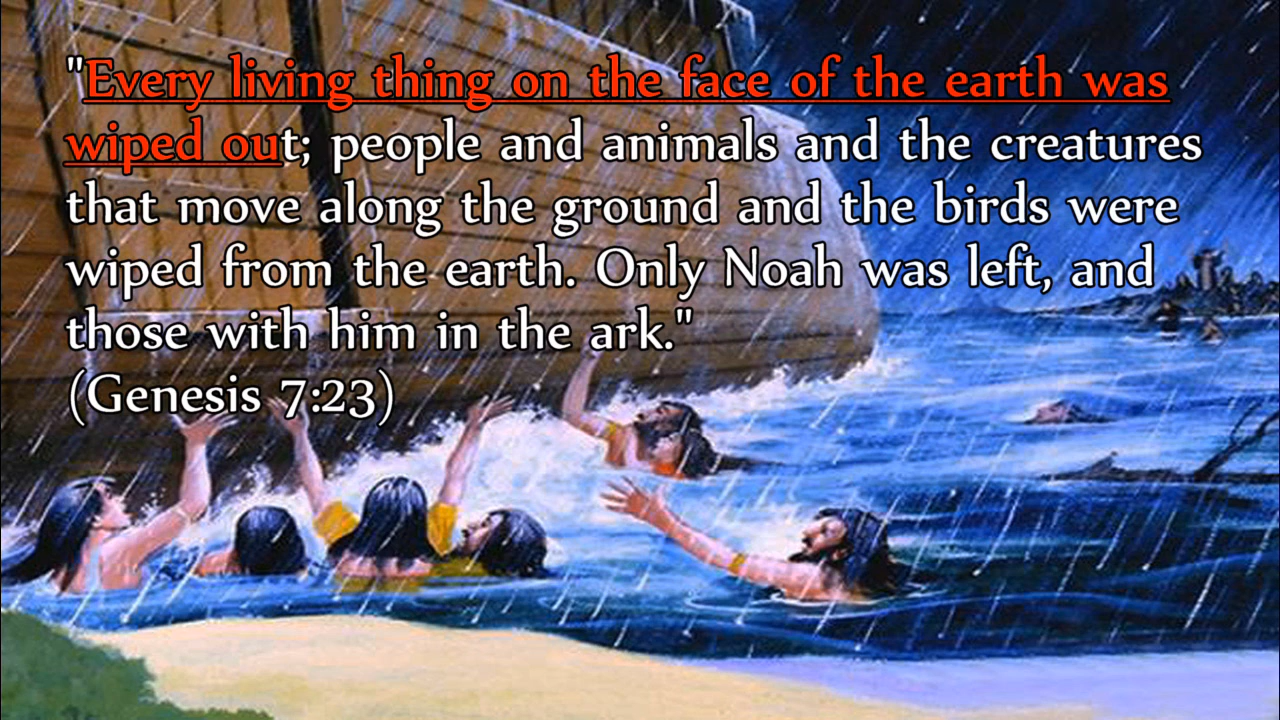 "Every living thing on the face of the earth was
wiped out; people and animals and the creatures
that move along the ground and the birds were
wiped from the earth. Only Noah was left, and
those with him in the ark."
(Genesis 7:23)